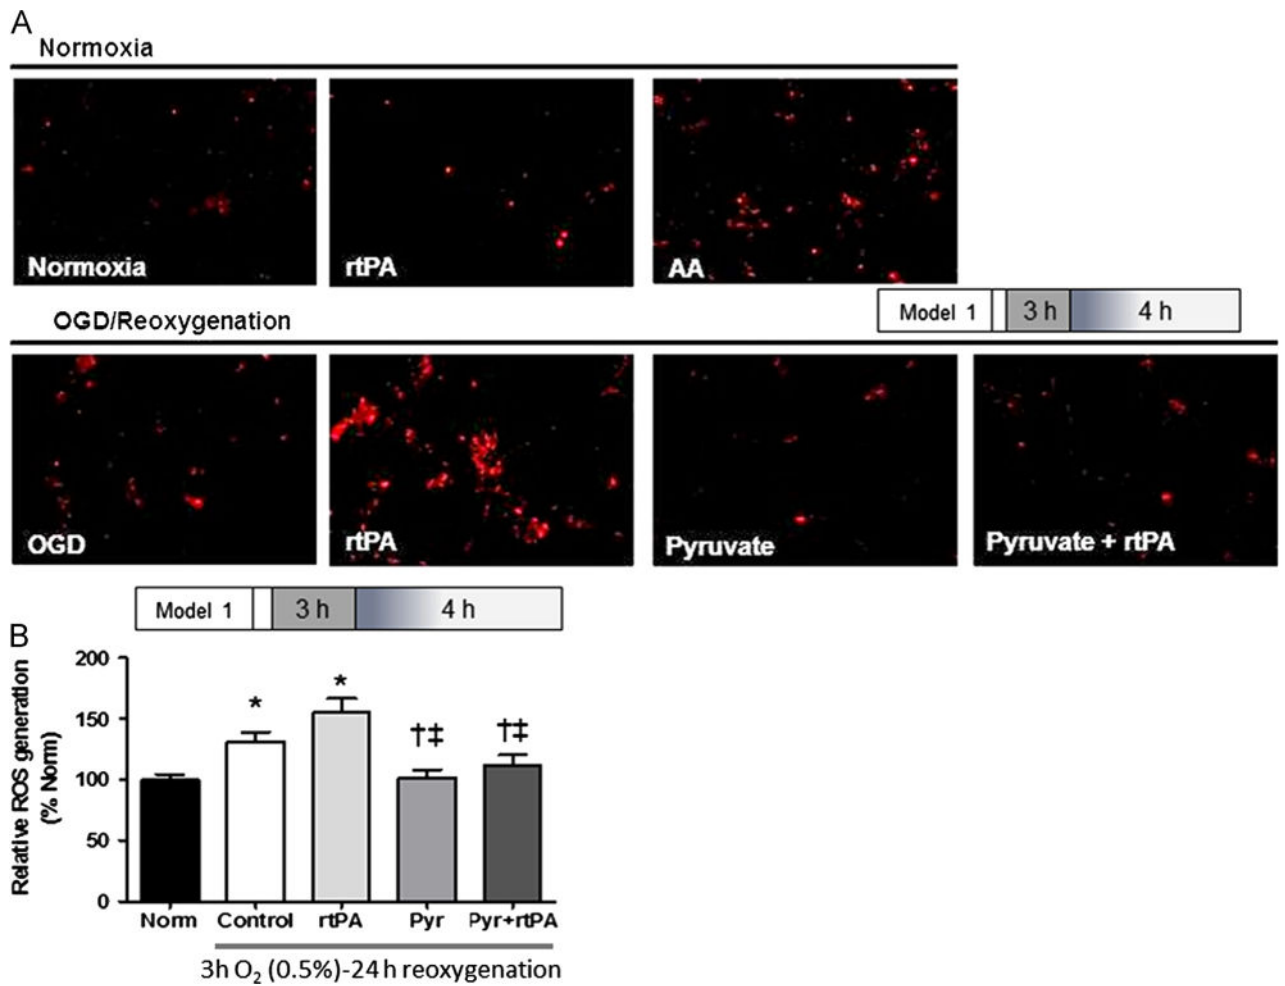 A
Normoxia
Normoxia
rtPA
AA
Model 1 3 h 4 h
OGD/Reoxygenation
OGD
rtPA
Pyruvate
Pyruvate + rtPA
Model 1 3 h 4 h
B
Relative ROS generation
(% Norm)
200
150
100
50
0
*
*
†‡
†‡
Norm Control rtPA Pyr Pyr+rtPA
3h O₂ (0.5%)-24 h reoxygenation